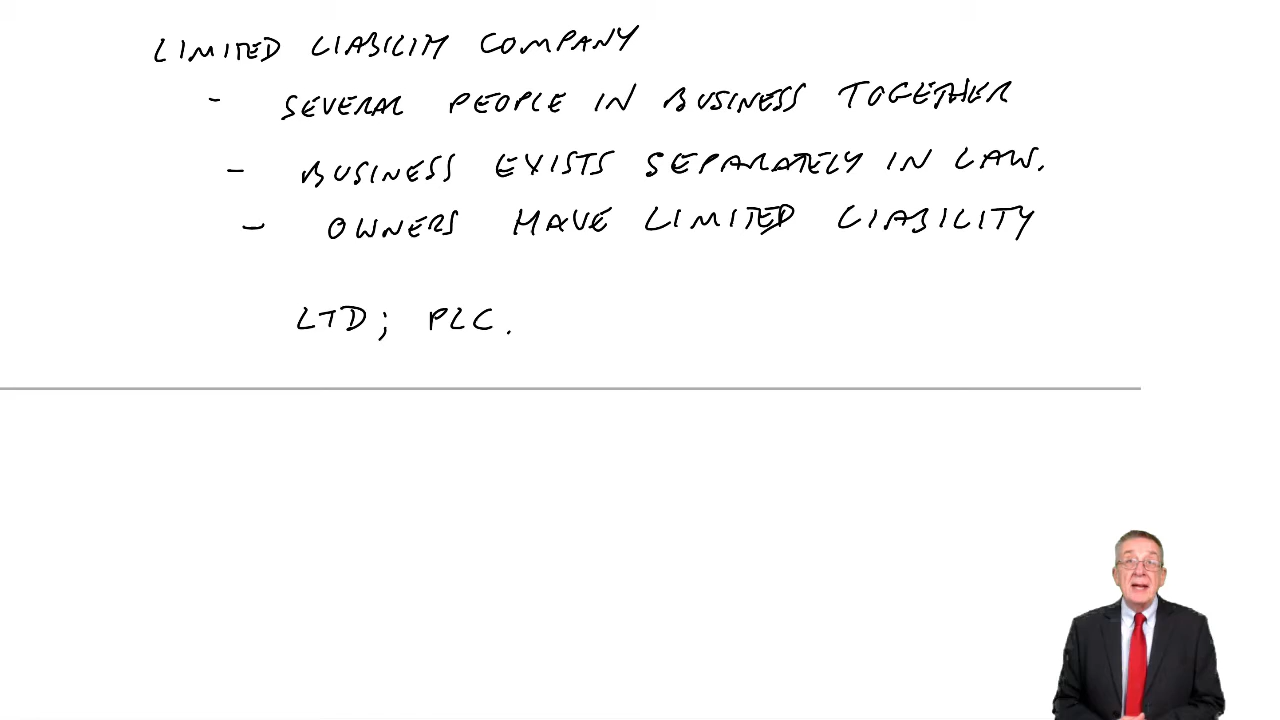 LIMITED LIABILITY COMPANY
- SEVERAL PEOPLE IN BUSINESS TOGETHER
- BUSINESS EXISTS SEPARATELY IN LAW.
- OWNERS HAVE LIMITED LIABILITY
LTD; PLC.